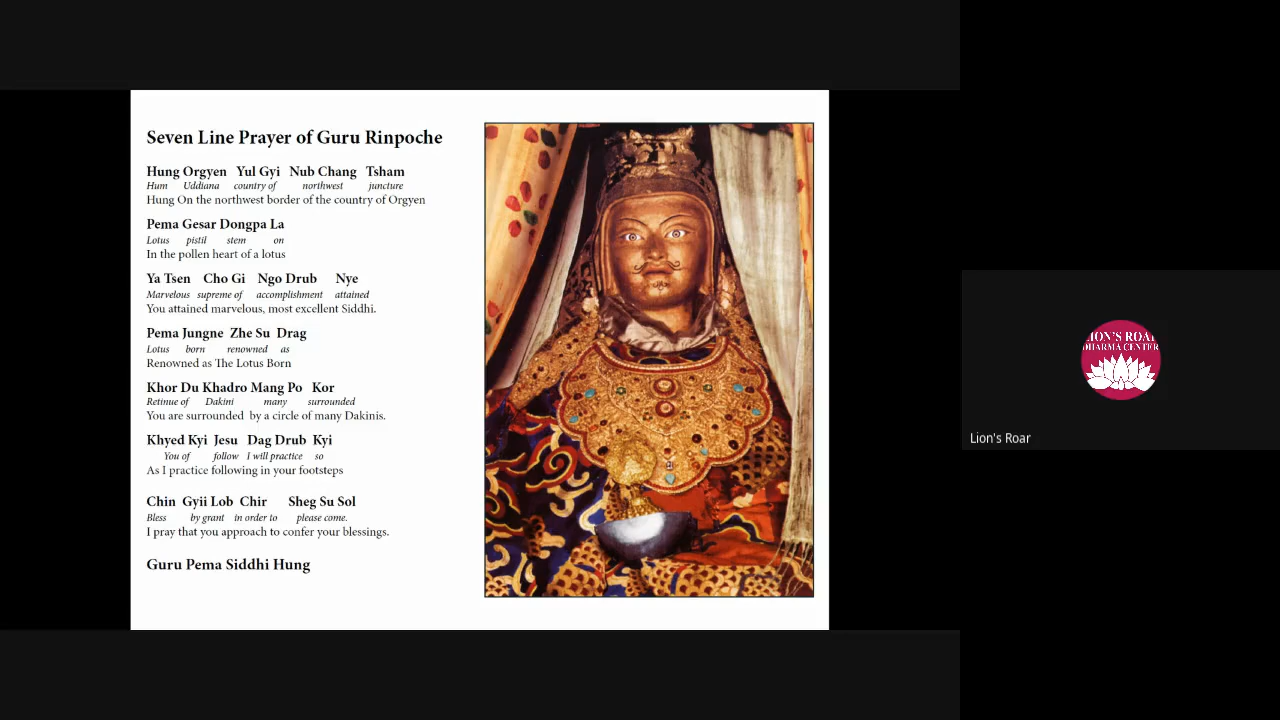 Seven Line Prayer of Guru Rinpoche
Hung Orgyen Yul Gyi Nub Chang Tsham
Hum Uddiana country of northwest juncture
Hung On the northwest border of the country of Orgyen
Pema Gesar Dongpa La
Lotus pistil stem on
In the pollen heart of a lotus
Ya Tsen Cho Gi Ngo Drub Nye
Marvelous supreme of accomplishment attained
You attained marvelous, most excellent Siddhi.
Pema Jungne Zhe Su Drag
Lotus born renowned as
Renowned as The Lotus Born
Khor Du Khadro Mang Po Kor
Retinue of Dakini many surrounded
You are surrounded by a circle of many Dakinis.
Khyed Kyi Jesu Dag Drub Kyi
You of follow I will practice so
As I practice following in your footsteps
Chin Gyii Lob Chir Sheg Su Sol
Bless by grant in order to please come.
I pray that you approach to confer your blessings.
Guru Pema Siddhi Hung
LION'S ROAR
DHARMA CENTER
Lion's Roar